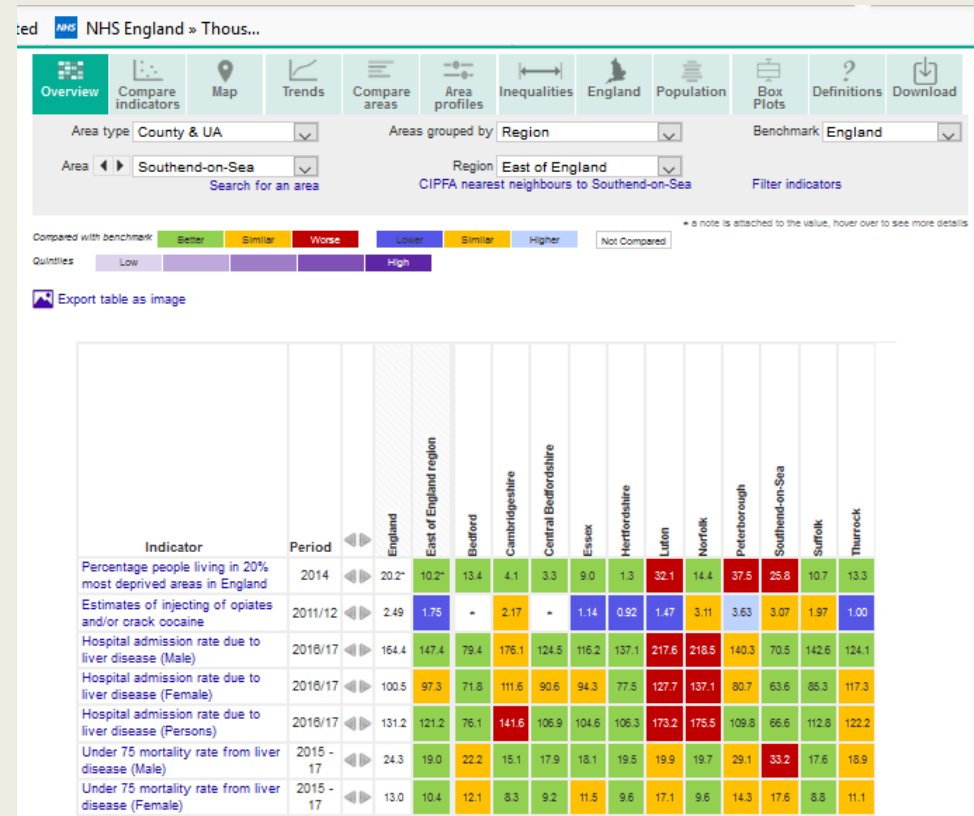 ted NHS NHS England » Thous...
Overview Compare indicators Map Trends Compare areas Area profiles Inequalities England Population Box Plots Definitions Download
Area type County & UA Areas grouped by Region Benchmark England
Area Southend-on-Sea Region East of England
Search for an area CIPFA nearest neighbours to Southend-on-Sea Filter indicators
* a note is attached to the value, hover over to see more details
Compared with benchmark Better Similar Worse Lower Similar Higher Not Compared
Quintiles Low High
Export table as image
Indicator Period England East of England region Bedford Cambridgeshire Central Bedfordshire Essex Hertfordshire Luton Norfolk Peterborough Southend-on-Sea Suffolk Thurrock
Percentage people living in 20%
most deprived areas in England 2014 20.2* 10.2* 13.4 4.1 3.3 9.0 1.3 32.1 14.4 37.5 25.8 10.7 13.3
Estimates of injecting of opiates
and/or crack cocaine 2011/12 2.49 1.75 * 2.17 * 1.14 0.92 1.47 3.11 3.63 3.07 1.97 1.00
Hospital admission rate due to
liver disease (Male) 2016/17 164.4 147.4 79.4 176.1 124.5 116.2 137.1 217.6 218.5 140.3 70.5 142.6 124.1
Hospital admission rate due to
liver disease (Female) 2016/17 100.5 97.3 71.8 111.6 90.6 94.3 77.5 127.7 137.1 80.7 63.6 85.3 117.3
Hospital admission rate due to
liver disease (Persons) 2016/17 131.2 121.2 76.1 141.6 106.9 104.6 106.3 173.2 175.5 109.8 66.6 112.8 122.2
Under 75 mortality rate from liver
disease (Male) 2015 - 17 24.3 19.0 22.2 15.1 17.9 18.1 19.5 19.9 19.7 29.1 33.2 17.6 18.9
Under 75 mortality rate from liver
disease (Female) 2015 - 17 13.0 10.4 12.1 8.3 9.2 11.5 9.6 17.1 9.6 14.3 17.6 8.8 11.1